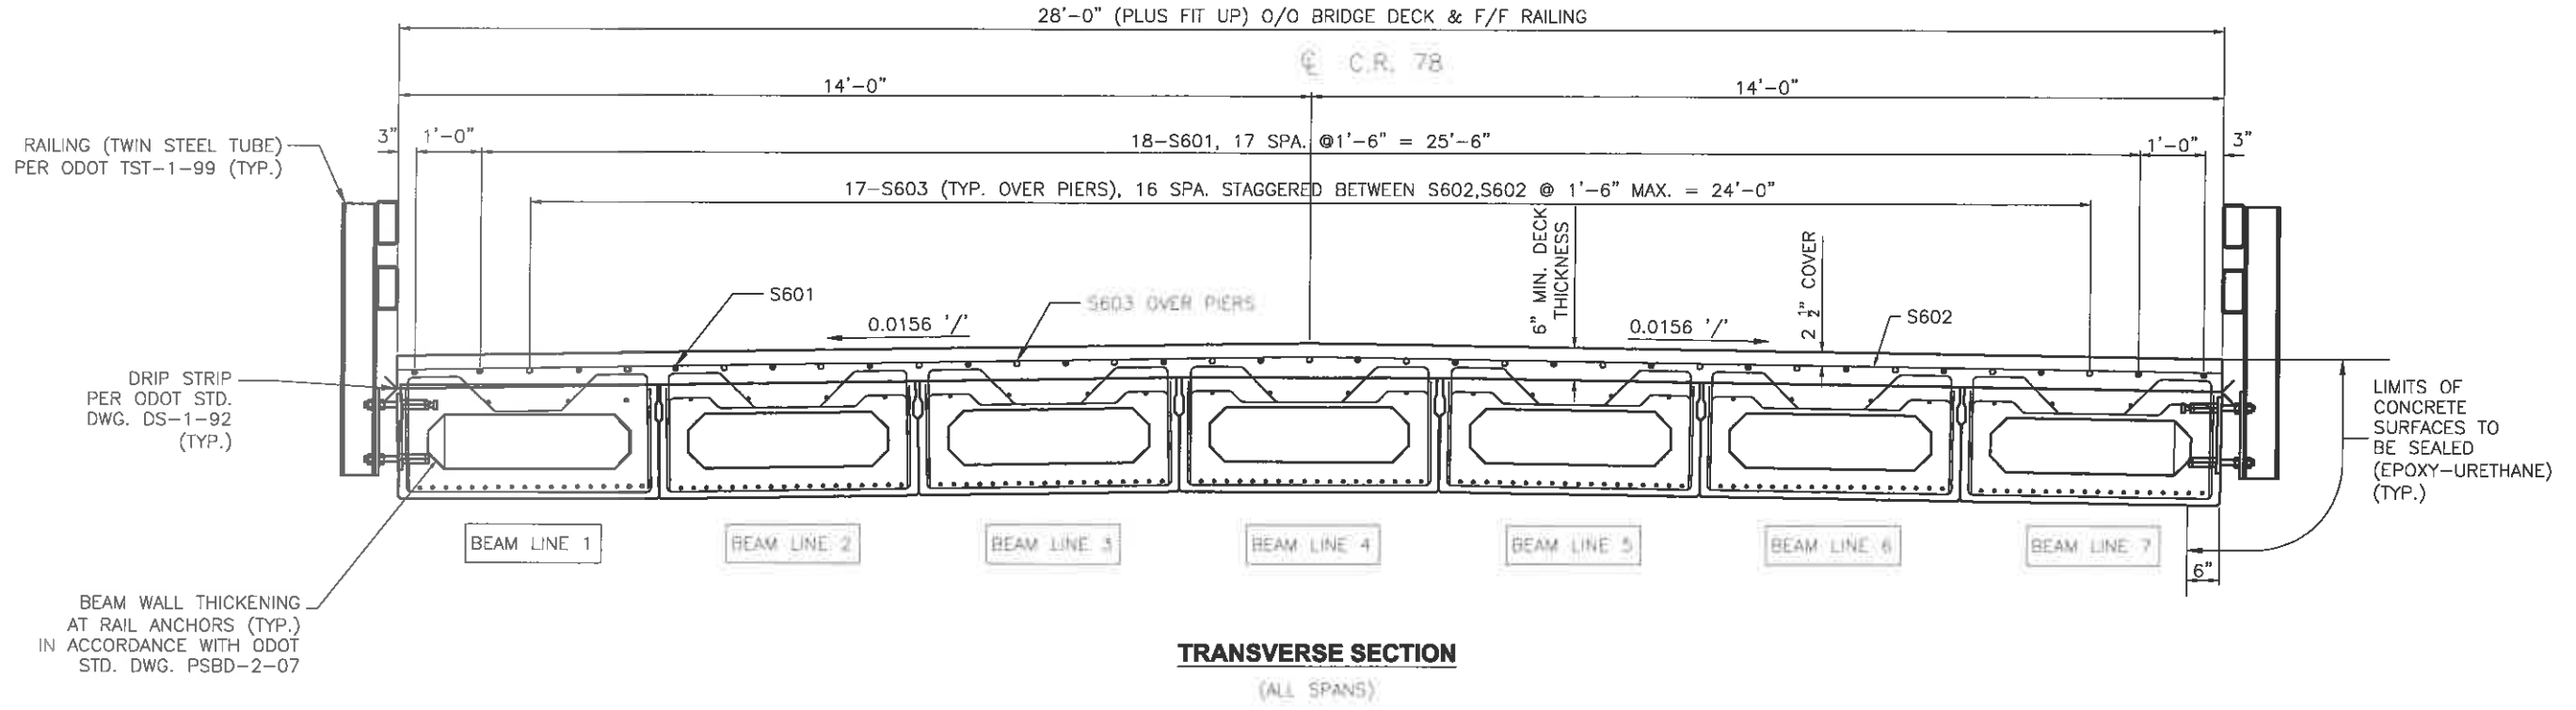 28'-0" (PLUS FIT UP) O/O BRIDGE DECK & F/F RAILING
℄ C.R. 78
14'-0"
14'-0"
3"
1'-0"
18-S601, 17 SPA. @1'-6" = 25'-6"
1'-0"
3"
RAILING (TWIN STEEL TUBE)
PER ODOT TST-1-99 (TYP.)
17-S603 (TYP. OVER PIERS), 16 SPA. STAGGERED BETWEEN S602,S602 @ 1'-6" MAX. = 24'-0"
6" MIN. DECK
THICKNESS
2 1/2" COVER
S601
S603 OVER PIERS
S602
0.0156 '/'
0.0156 '/'
DRIP STRIP
PER ODOT STD.
DWG. DS-1-92
(TYP.)
LIMITS OF
CONCRETE
SURFACES TO
BE SEALED
(EPOXY-URETHANE)
(TYP.)
BEAM LINE 1
BEAM LINE 2
BEAM LINE 3
BEAM LINE 4
BEAM LINE 5
BEAM LINE 6
BEAM LINE 7
6"
BEAM WALL THICKENING
AT RAIL ANCHORS (TYP.)
IN ACCORDANCE WITH ODOT
STD. DWG. PSBD-2-07
TRANSVERSE SECTION
(ALL SPANS)